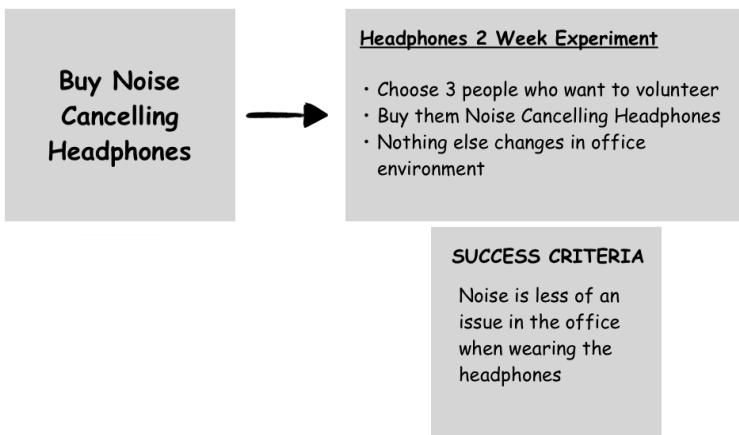 Buy Noise
Cancelling
Headphones
Headphones 2 Week Experiment
• Choose 3 people who want to volunteer
• Buy them Noise Cancelling Headphones
• Nothing else changes in office
environment
SUCCESS CRITERIA
Noise is less of an
issue in the office
when wearing the
headphones